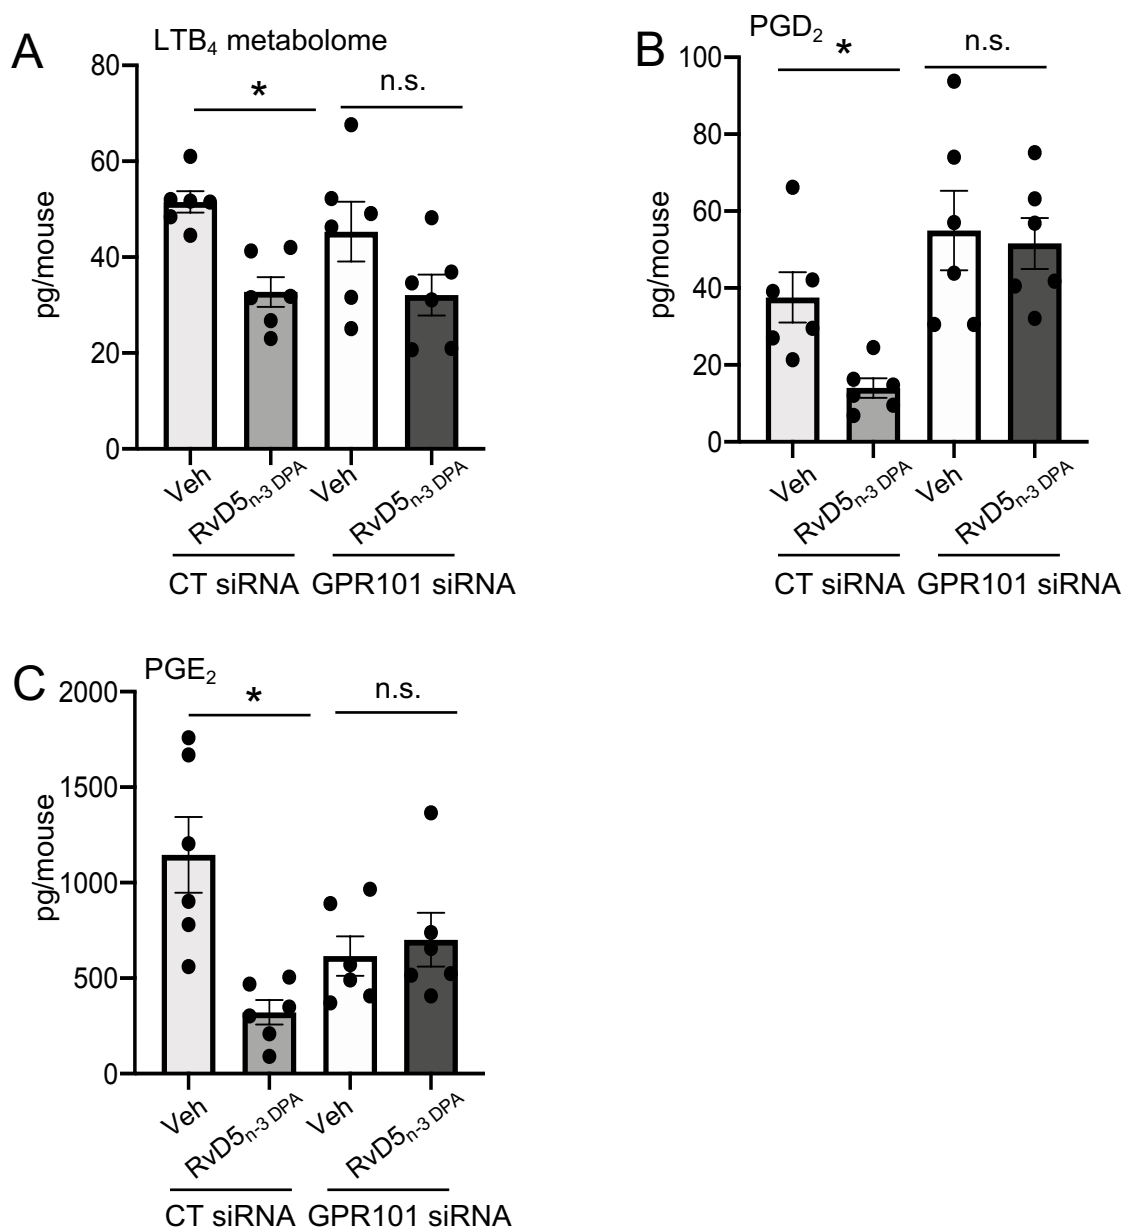 A
LTB₄ metabolome
pg/mouse
80
60
40
20
0
*
n.s.
Veh
RvD5n-3 DPA
Veh
RvD5n-3 DPA
CT siRNA
GPR101 siRNA
B
PGD₂
pg/mouse
100
80
60
40
20
0
*
n.s.
Veh
RvD5n-3 DPA
Veh
RvD5n-3 DPA
CT siRNA
GPR101 siRNA
C
PGE₂
pg/mouse
2000
1500
1000
500
0
*
n.s.
Veh
RvD5n-3 DPA
Veh
RvD5n-3 DPA
CT siRNA
GPR101 siRNA